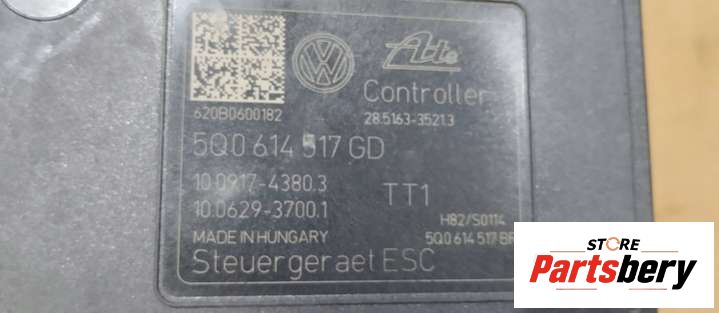 Ate
Controller
620B0600182
28.5163-3521.3
5Q0 614 517 GD
10.0917-4380.3
TT1
10.0629-3700.1
H82/S0114
MADE IN HUNGARY
5Q0 614 517
Steuergeraet ESC
STORE
Partsbery